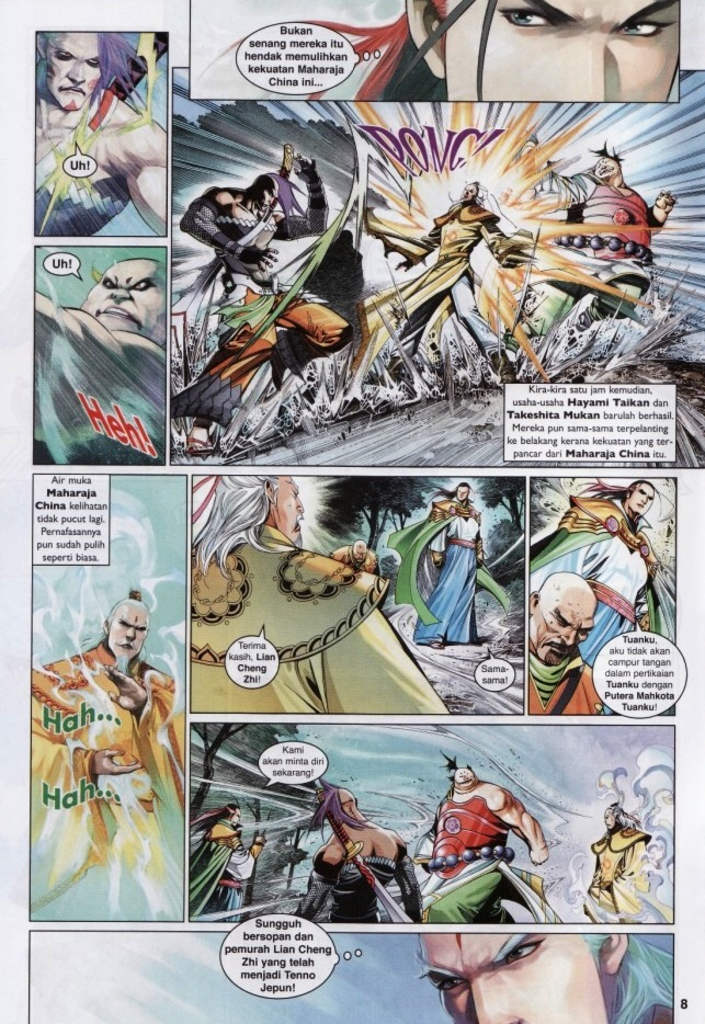 Bukan
senang mereka itu
hendak memulihkan
kekuatan Maharaja
China ini...
Uh!
PONG
Uh!
Heh!
Kira-kira satu jam kemudian,
usaha-usaha Hayami Taikan dan
Takeshita Mukan barulah berhasil.
Mereka pun sama-sama terpelanting
ke belakang kerana kekuatan yang ter-
pancar dari Maharaja China itu.
Air muka
Maharaja
China kelihatan
tidak pucut lagi.
Pernafasannya
pun sudah pulih
seperti biasa.
Hah...
Hah...
Terima
kasih, Lian
Cheng
Zhi!
Sama-
sama!
Tuanku,
aku tidak akan
campur tangan
dalam pertikaian
Tuanku dengan
Putera Mahkota
Tuanku!
Kami
akan minta diri
sekarang!
Sungguh
bersopan dan
pemurah Lian Cheng
Zhi yang telah
menjadi Tenno
Jepun!
8